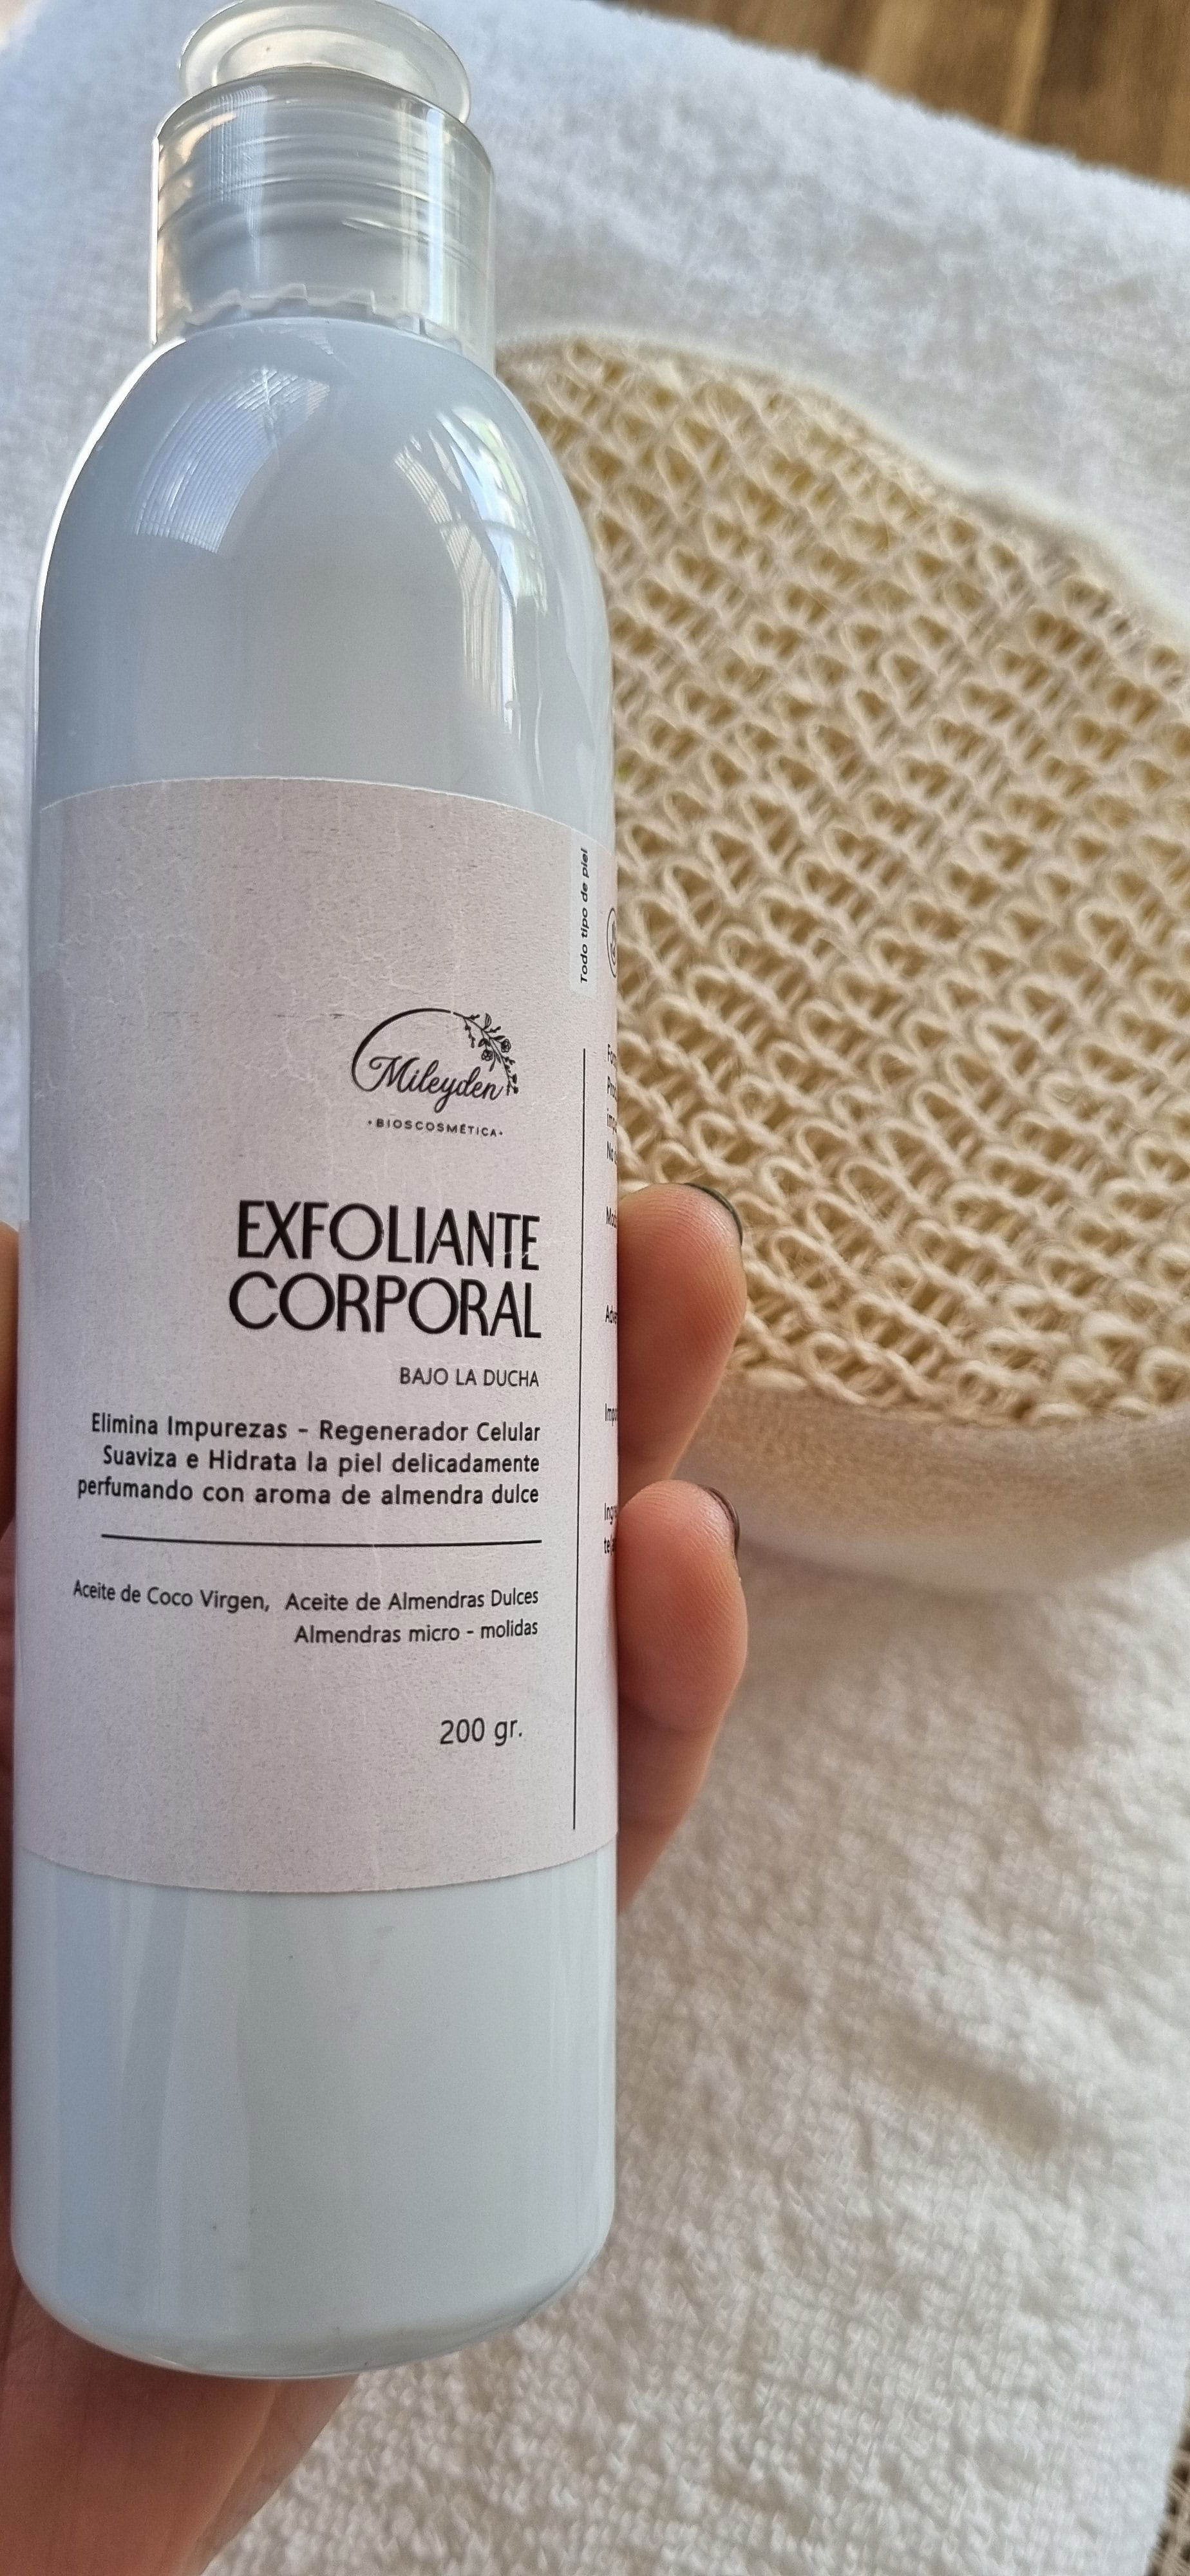 Todo tipo de piel
Mileyden
•BIOSCOSMÉTICA•
EXFOLIANTE
CORPORAL
BAJO LA DUCHA
Elimina Impurezas - Regenerador Celular
Suaviza e Hidrata la piel delicadamente
perfumando con aroma de almendra dulce
Aceite de Coco Virgen, Aceite de Almendras Dulces
Almendras micro - molidas
200 gr.